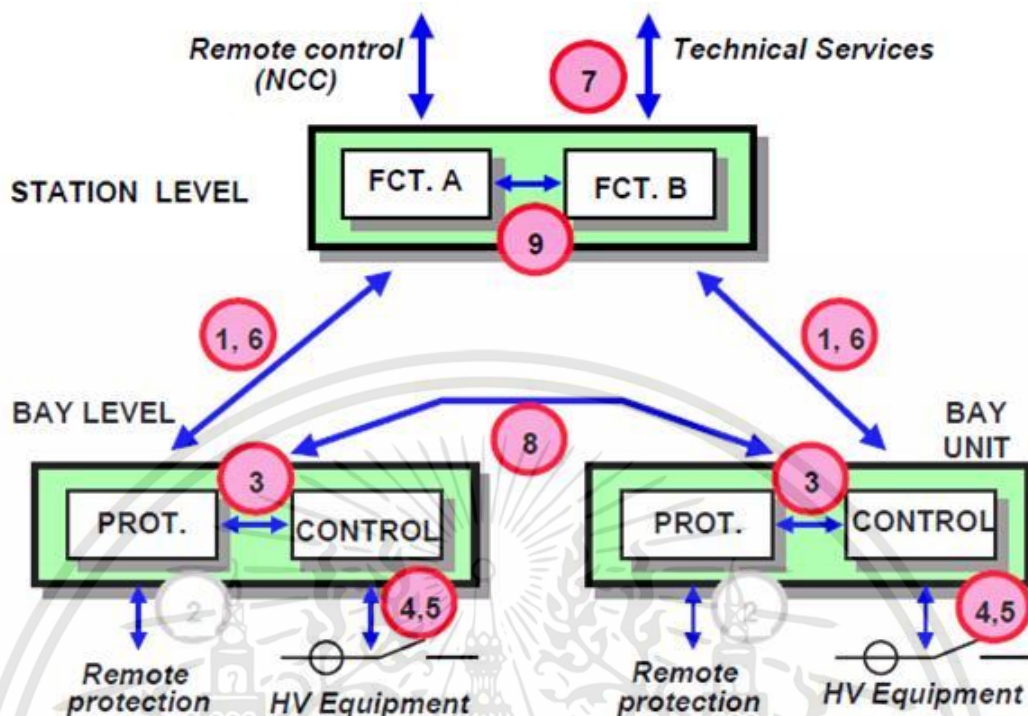 Remote control
(NCC)
7
Technical Services
STATION LEVEL
FCT. A
FCT. B
9
1, 6
1, 6
BAY LEVEL
BAY
UNIT
8
3
3
PROT.
CONTROL
PROT.
CONTROL
2
4,5
2
4,5
Remote
protection
HV Equipment
Remote
protection
HV Equipment